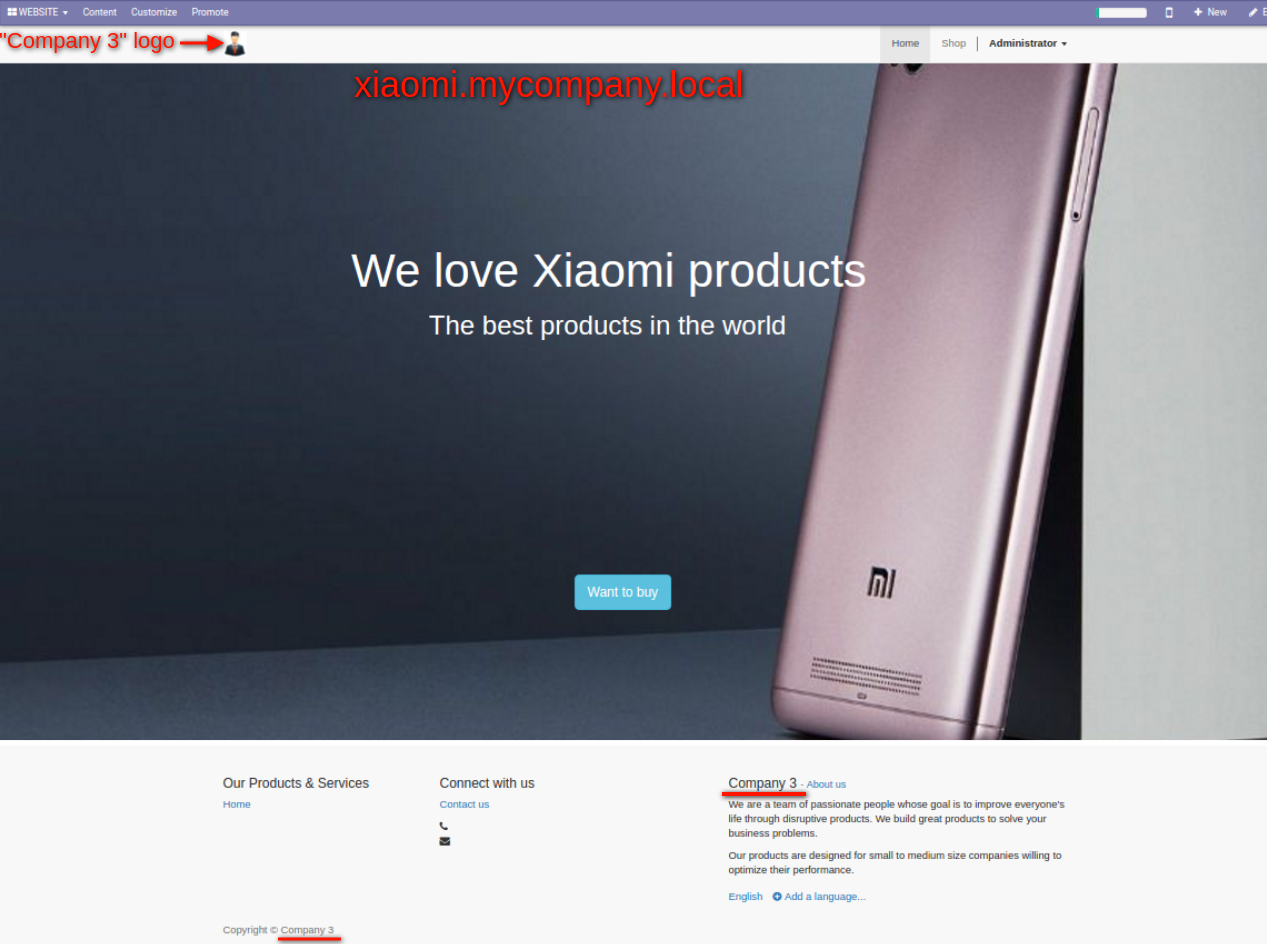 WEBSITE Content Customize Promote New
"Company 3" logo Home Shop Administrator
xiaomi.mycompany.local
We love Xiaomi products
The best products in the world
Want to buy
mi
Our Products & Services
Home
Connect with us
Contact us
Company 3 - About us
We are a team of passionate people whose goal is to improve everyone's
life through disruptive products. We build great products to solve your
business problems.
Our products are designed for small to medium size companies willing to
optimize their performance.
English Add a language...
Copyright © Company 3